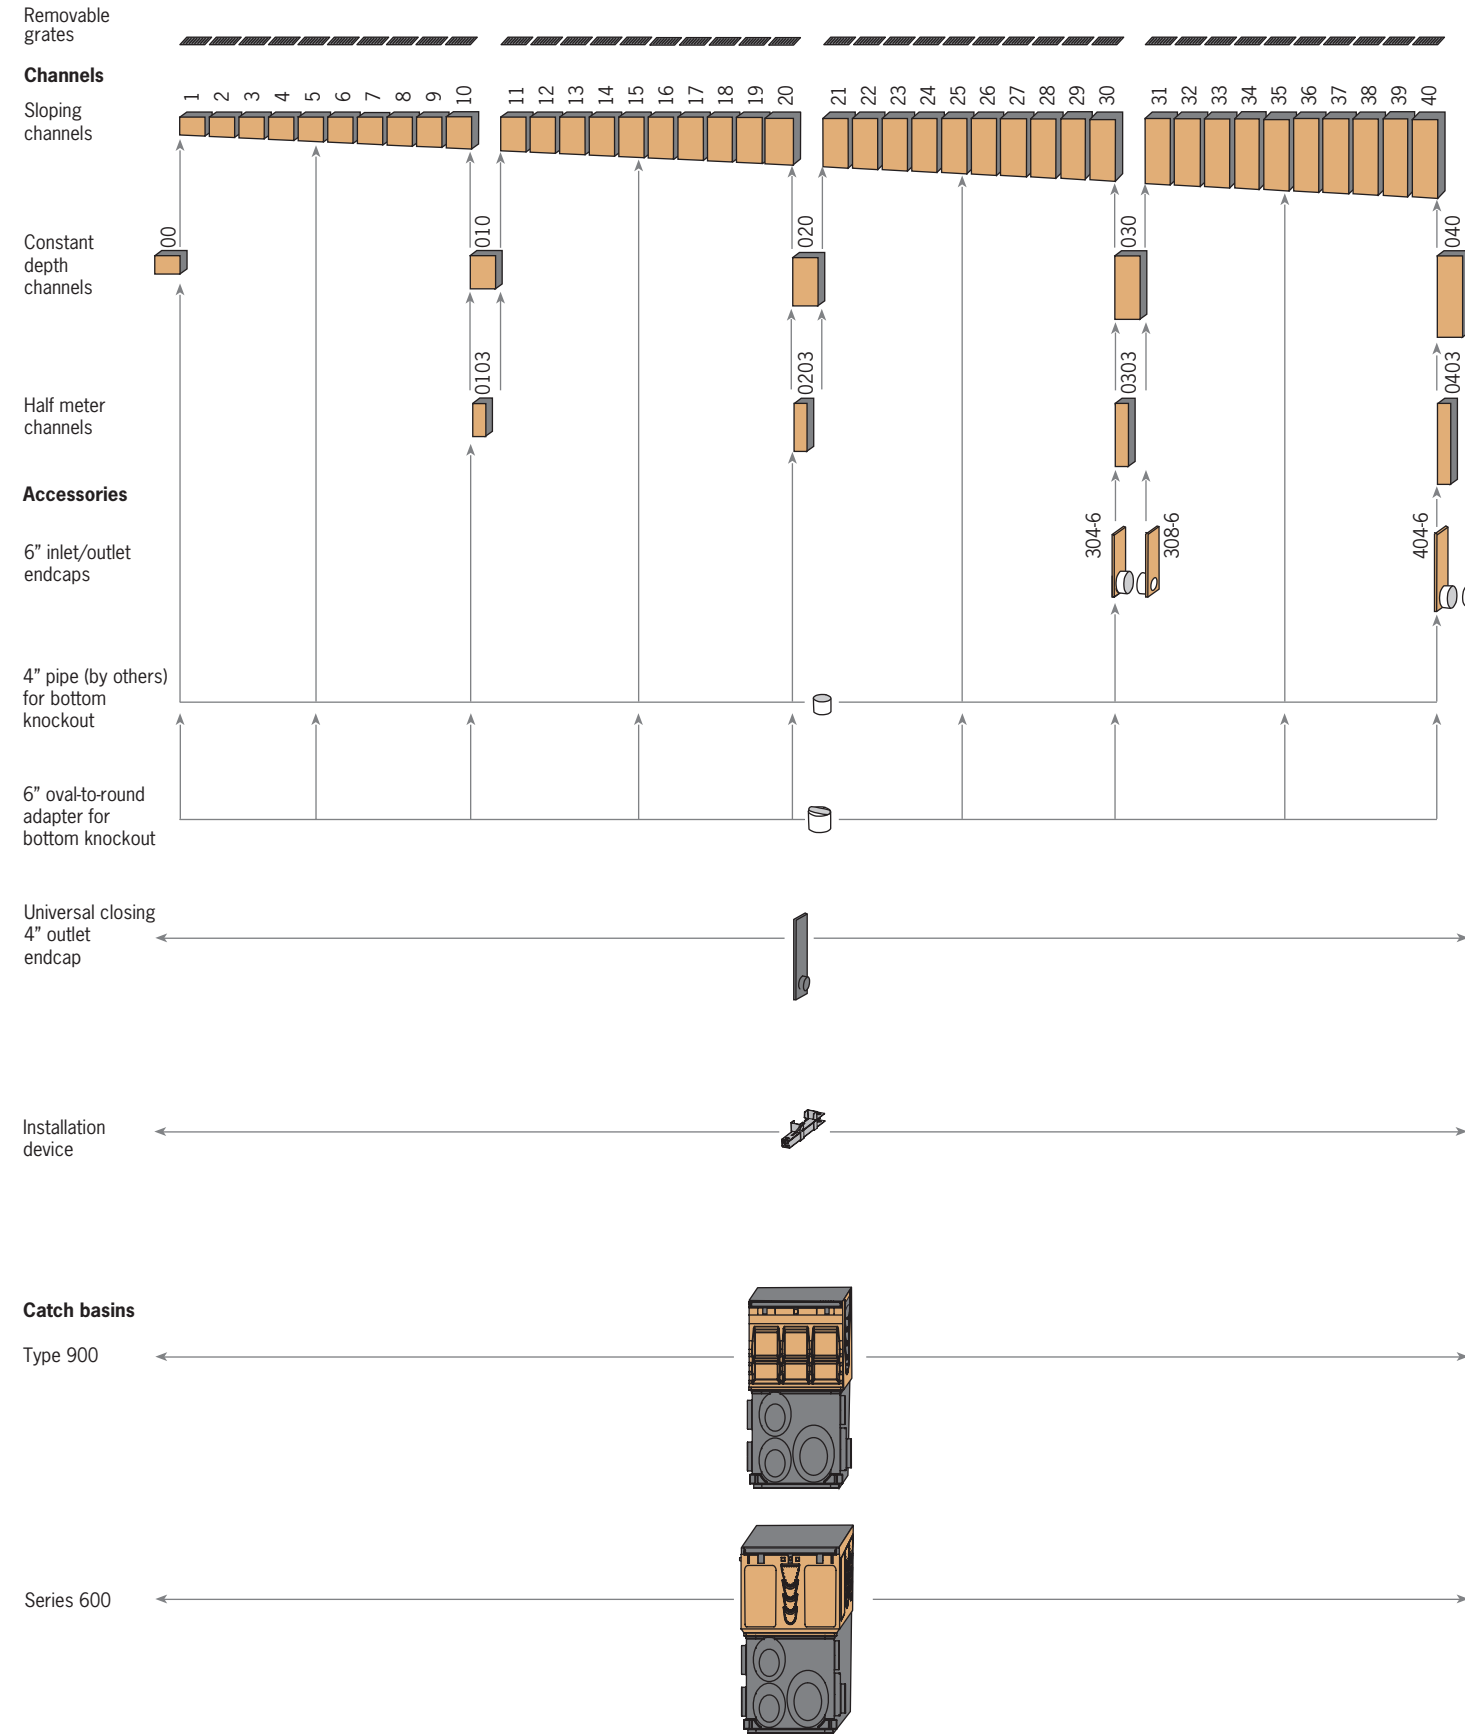 Removable
grates
Channels
Sloping
channels
1 2 3 4 5 6 7 8 9 10 11 12 13 14 15 16 17 18 19 20 21 22 23 24 25 26 27 28 29 30 31 32 33 34 35 36 37 38 39 40
Constant
depth
channels
00 010 020 030 040
Half meter
channels
0103 0203 0303 0403
Accessories
6” inlet/outlet
endcaps
304-6 308-6 404-6
4” pipe (by others)
for bottom
knockout
6” oval-to-round
adapter for
bottom knockout
Universal closing
4” outlet
endcap
Installation
device
Catch basins
Type 900
Series 600